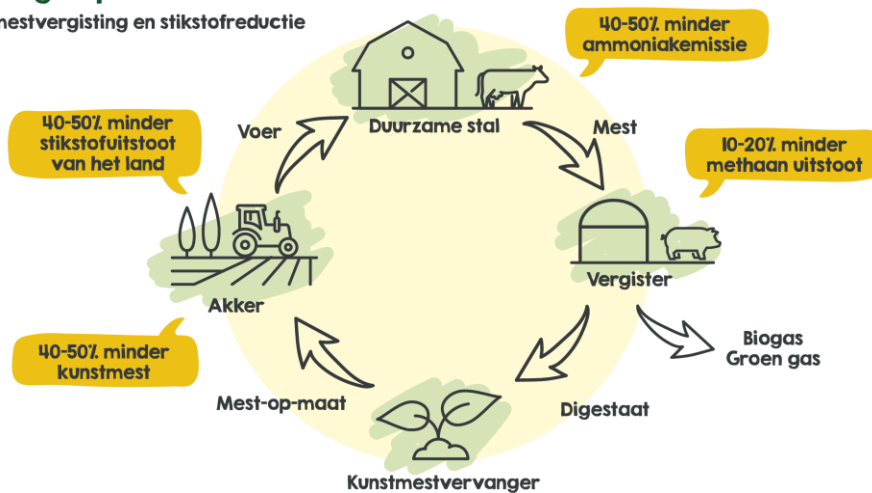 mestvergisting en stikstofreductie
40-50% minder
ammoniakemissie
40-50% minder
stikstofuitstoot
van het land
Voer
Duurzame stal
Mest
10-20% minder
methaan uitstoot
Vergister
Akker
Biogas
Groen gas
40-50% minder
kunstmest
Mest-op-maat
Digestaat
Kunstmestvervanger